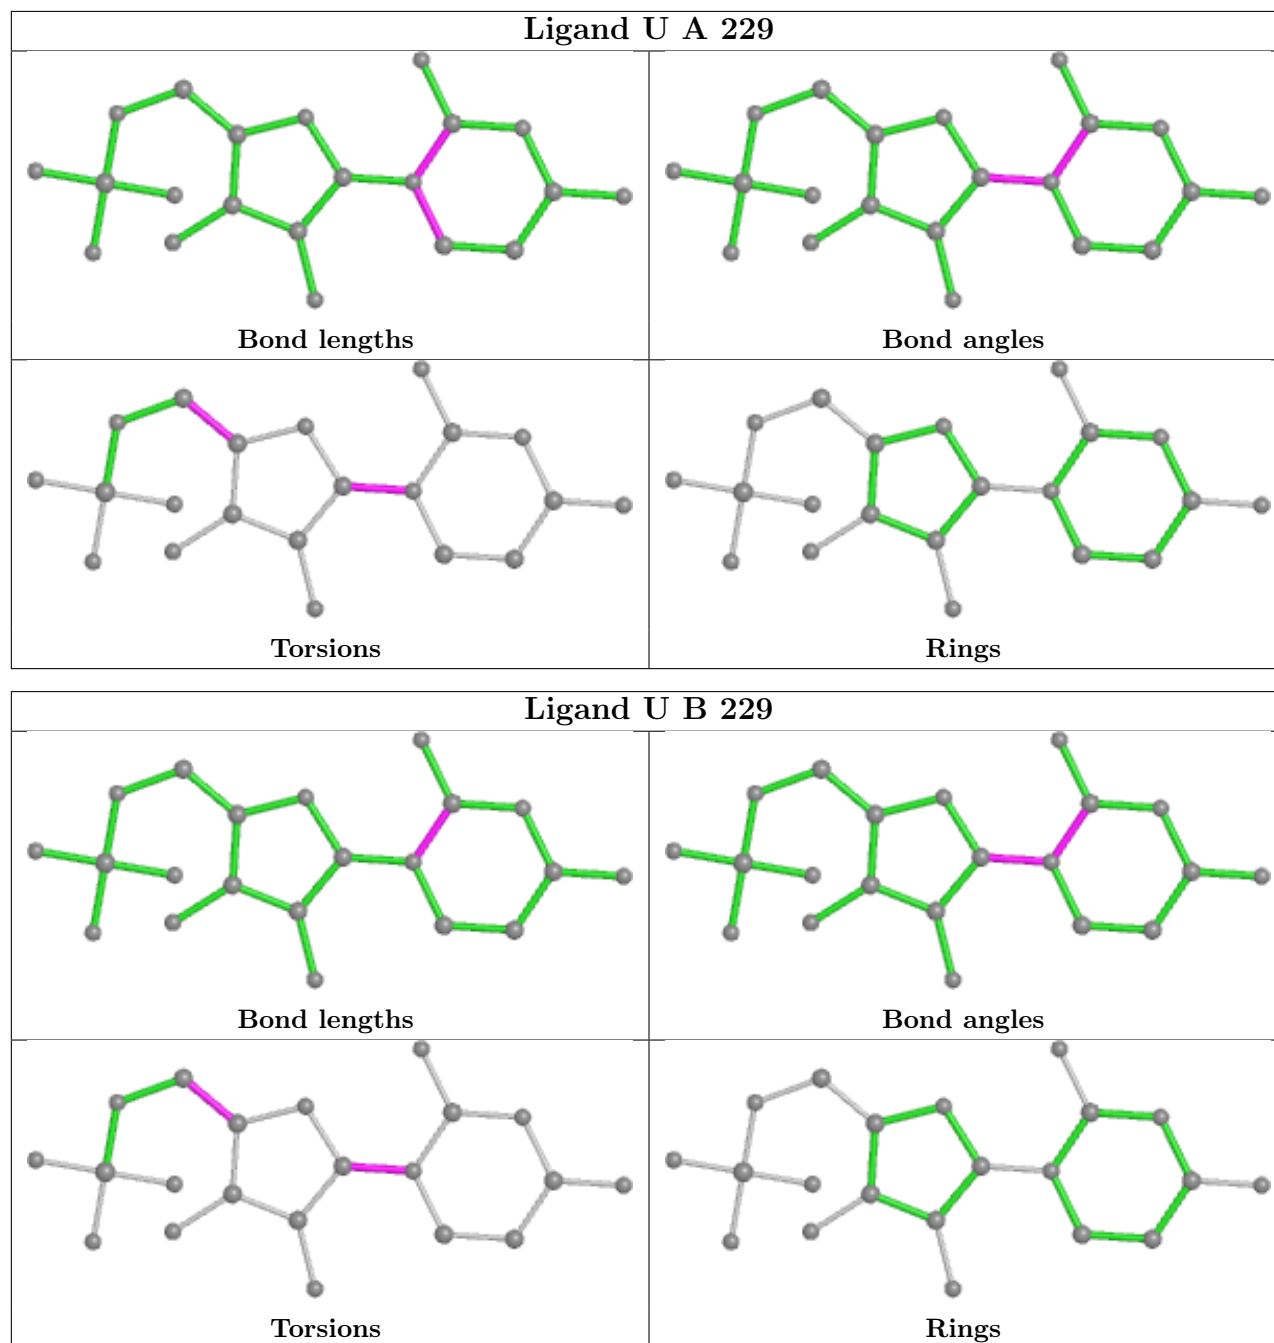 Ligand U A 229
Bond lengths
Bond angles
Torsions
Rings
Ligand U B 229
Bond lengths
Bond angles
Torsions
Rings